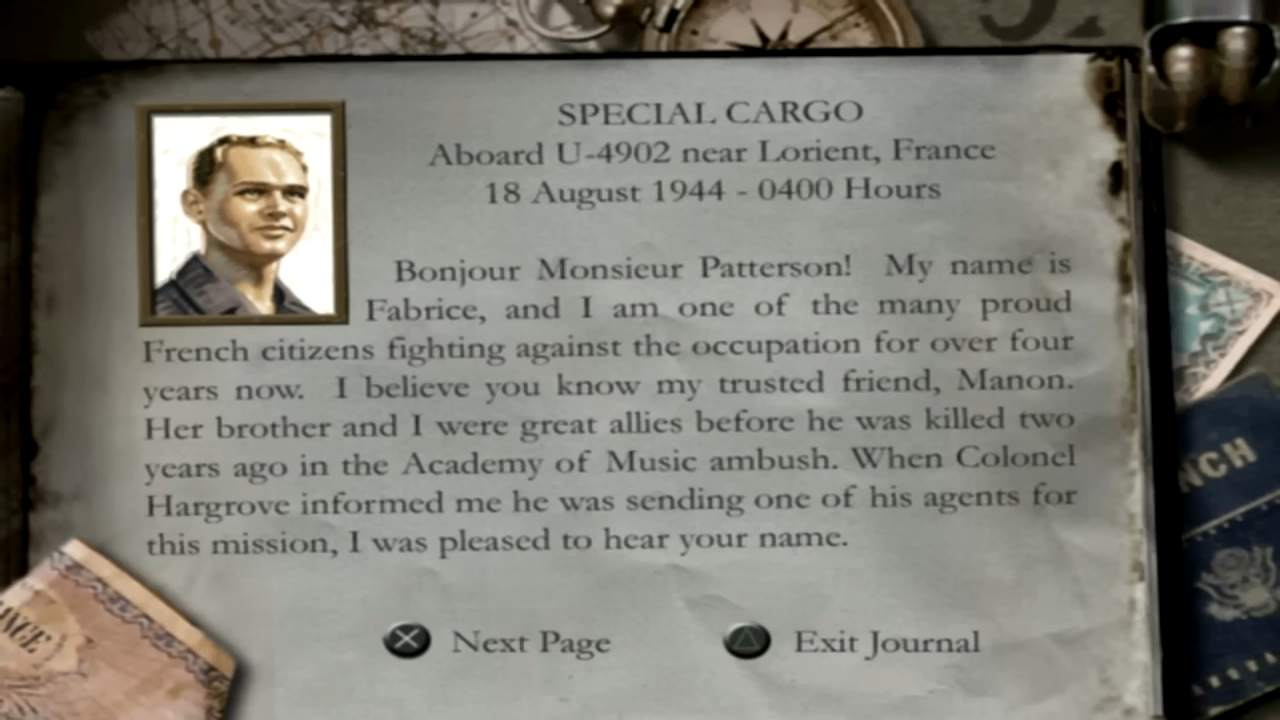 SPECIAL CARGO
Aboard U-4902 near Lorient, France
18 August 1944 - 0400 Hours
Bonjour Monsieur Patterson! My name is
Fabrice, and I am one of the many proud
French citizens fighting against the occupation for over four
years now. I believe you know my trusted friend, Manon.
Her brother and I were great allies before he was killed two
years ago in the Academy of Music ambush. When Colonel
Hargrove informed me he was sending one of his agents for
this mission, I was pleased to hear your name.
Next Page
Exit Journal